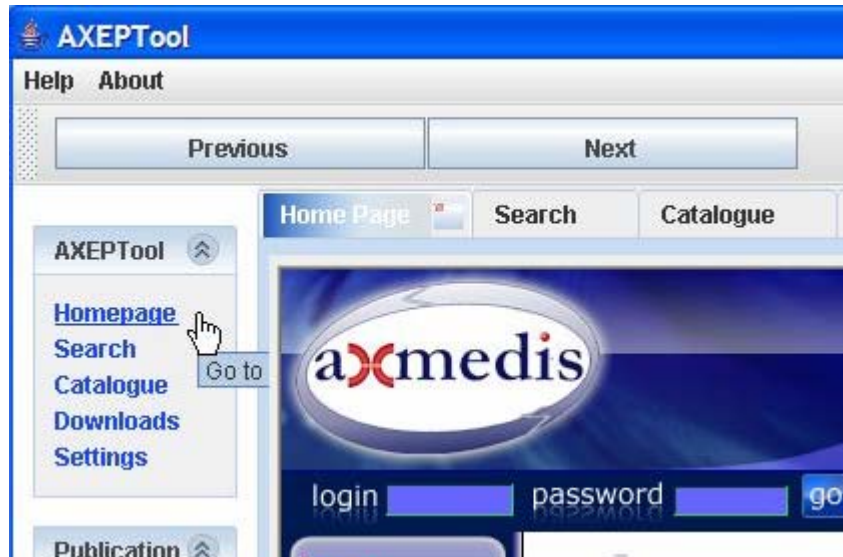 AXEPTool
Help About
Previous Next
Home Page Search Catalogue
AXEPTool
Homepage
Search
Catalogue
Downloads
Settings
Go to
axmedis
login password go
Publication